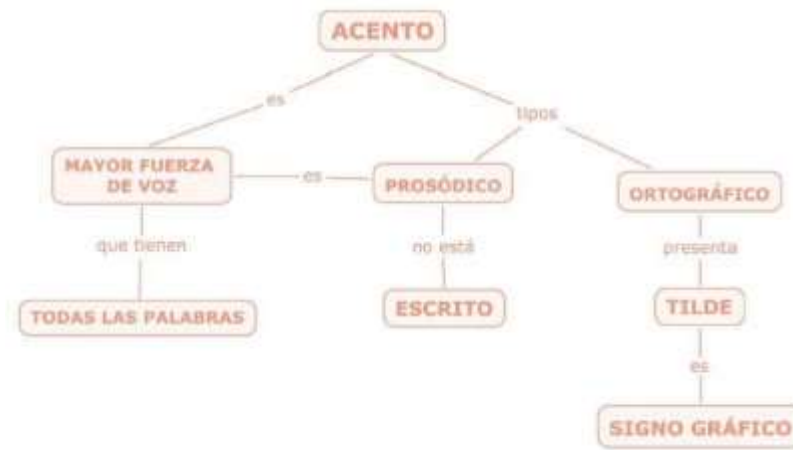 ACENTO
es
tipos
MAYOR FUERZA
DE VOZ
es
PROSÓDICO
ORTOGRÁFICO
que tienen
no está
presenta
TODAS LAS PALABRAS
ESCRITO
TILDE
es
SIGNO GRÁFICO